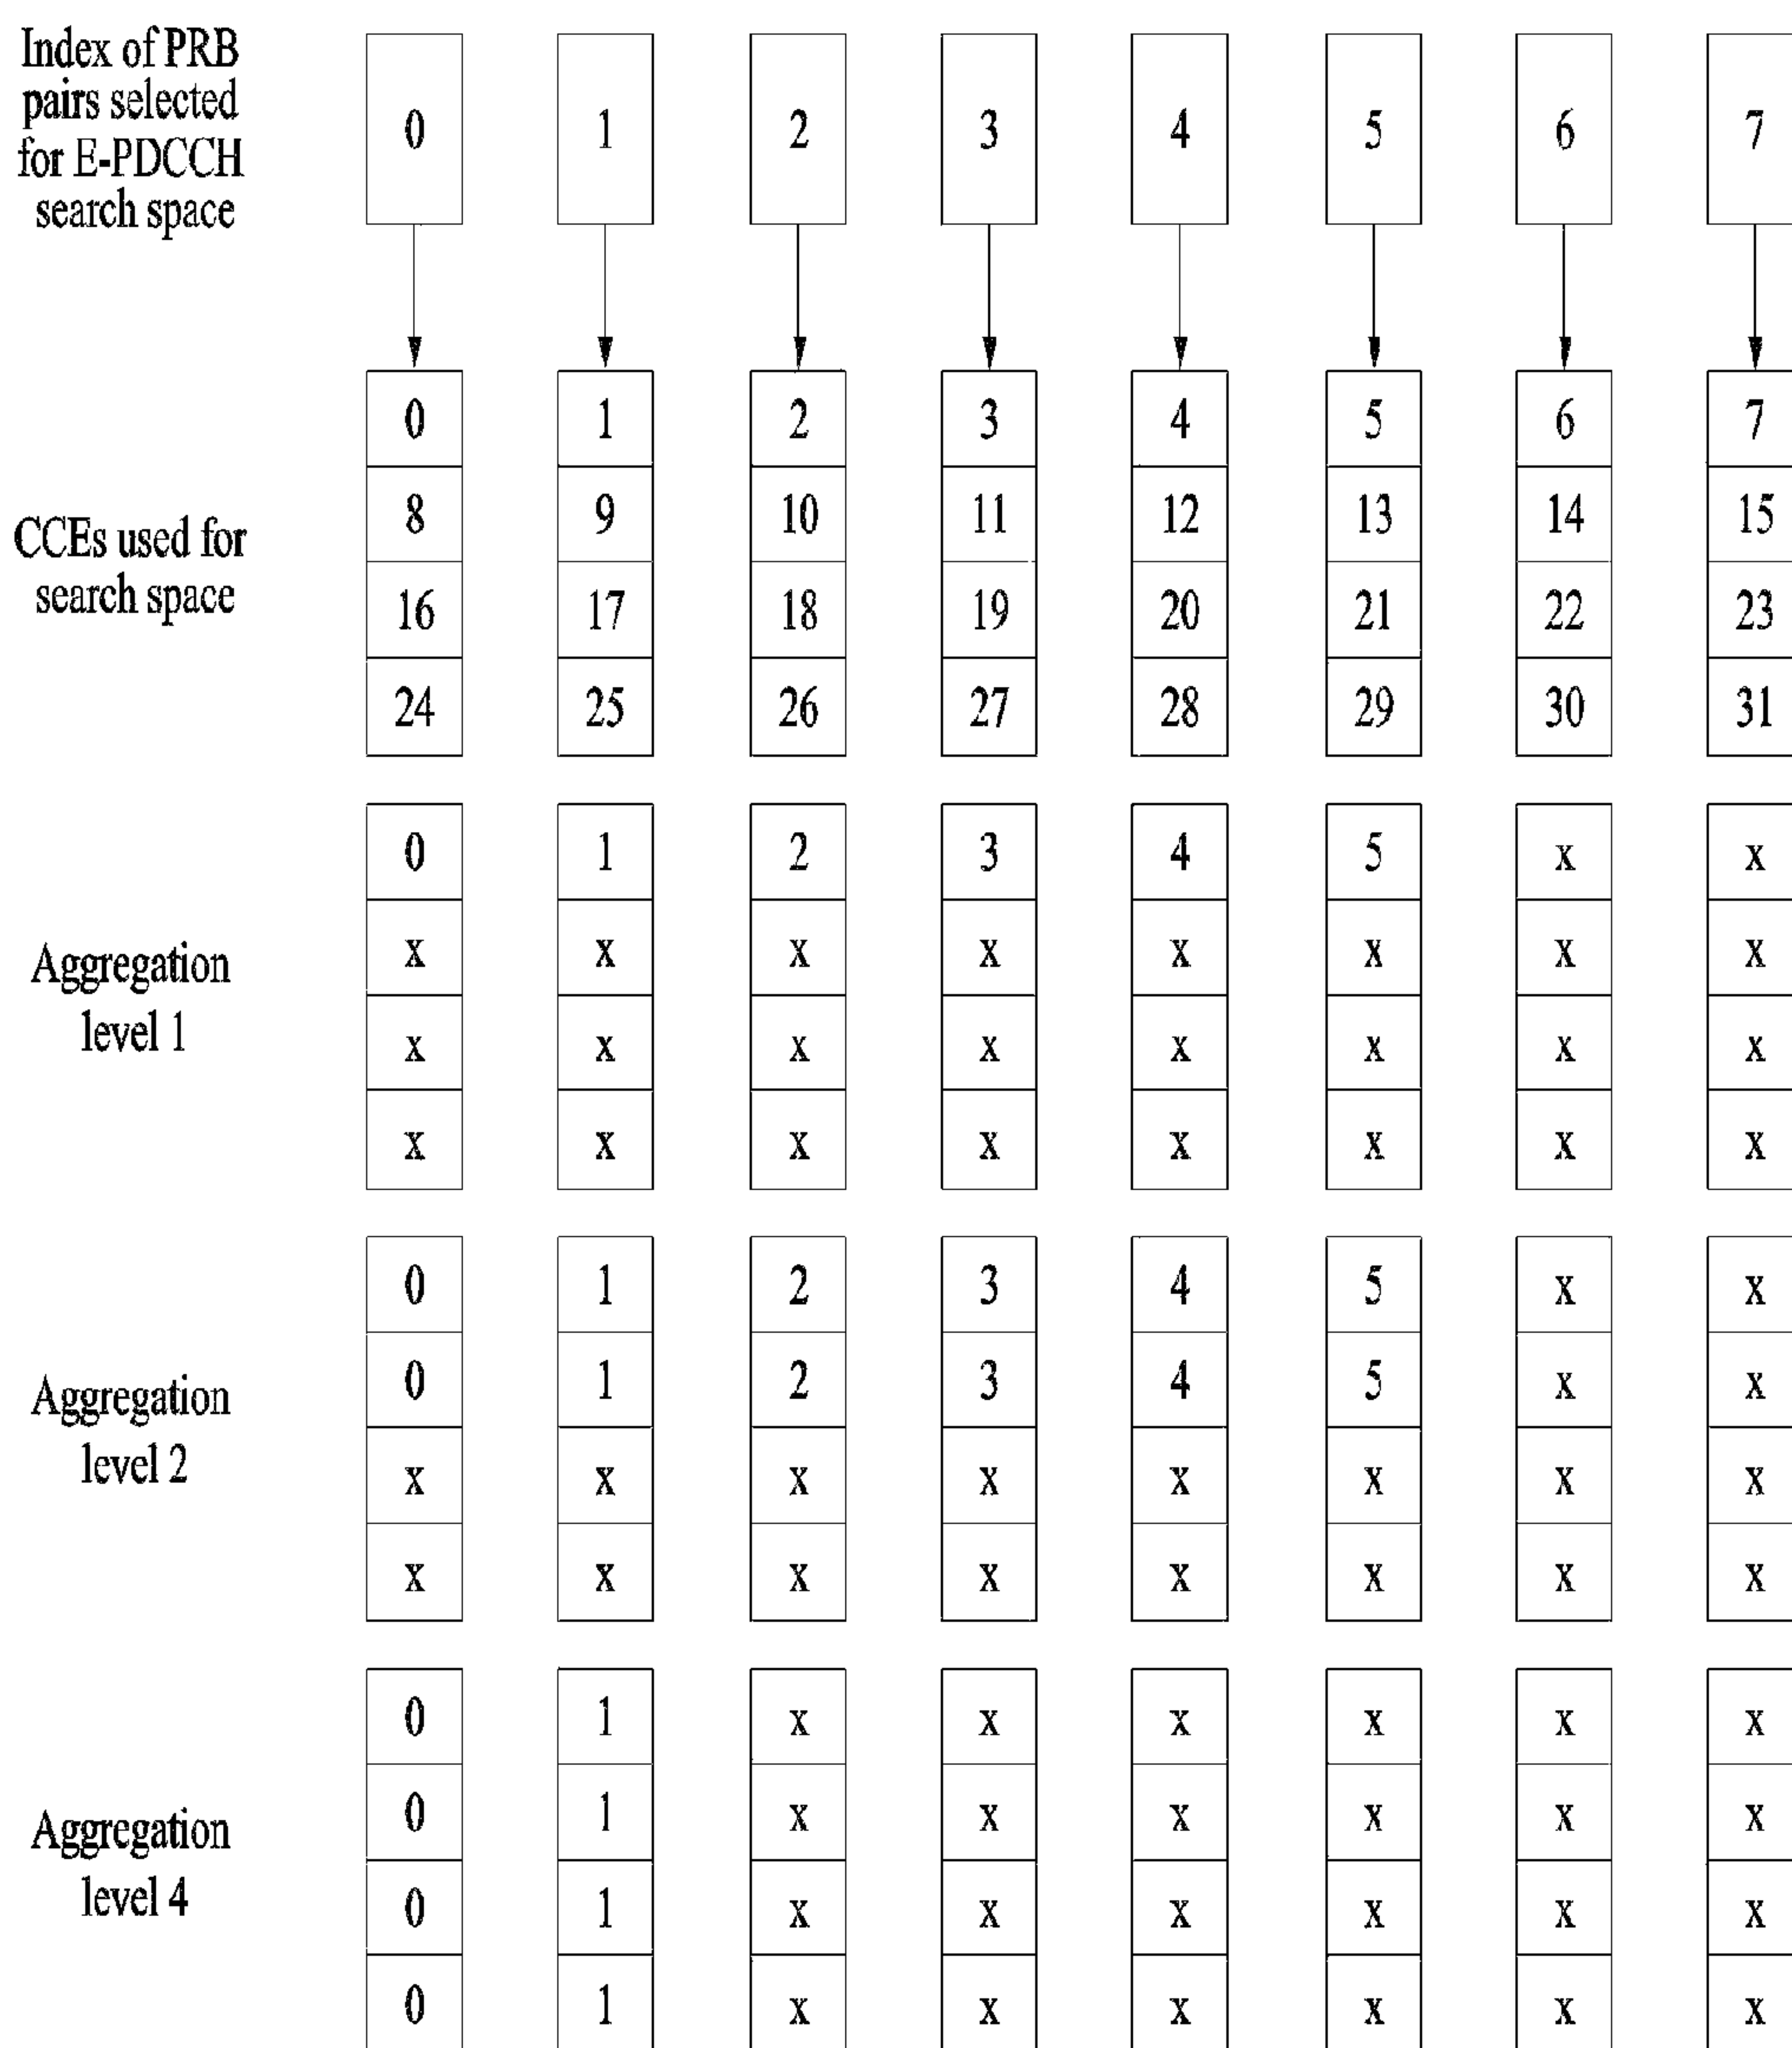 Index of PRB
pairs selected
for E-PDCCH
search space
0 1 2 3 4 5 6 7
CCEs used for
search space
0 1 2 3 4 5 6 7
8 9 10 11 12 13 14 15
16 17 18 19 20 21 22 23
24 25 26 27 28 29 30 31
Aggregation
level 1
0 1 2 3 4 5 x x
x x x x x x x x
x x x x x x x x
x x x x x x x x
Aggregation
level 2
0 1 2 3 4 5 x x
0 1 2 3 4 5 x x
x x x x x x x x
x x x x x x x x
Aggregation
level 4
0 1 x x x x x x
0 1 x x x x x x
0 1 x x x x x x
0 1 x x x x x x